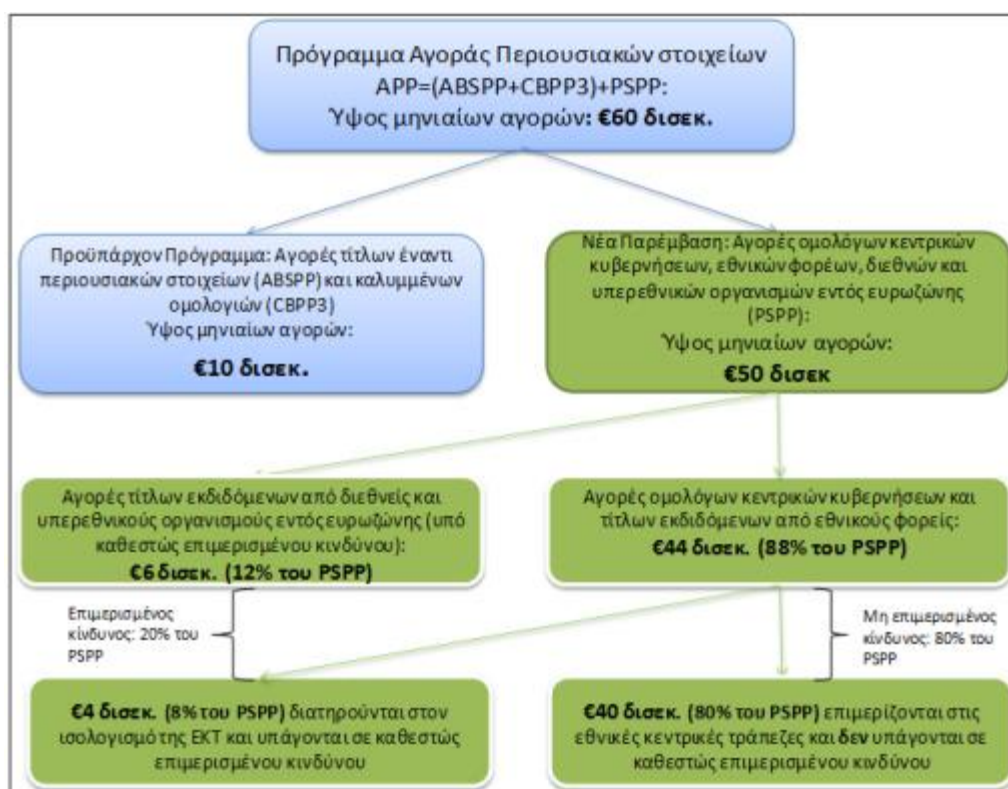 Πρόγραμμα Αγοράς Περιουσιακών στοιχείων
APP=(ABSPP+CBPP3)+PSPP:
Ύψος μηνιαίων αγορών: €60 δισεκ.
Προϋπάρχον Πρόγραμμα: Αγορές τίτλων έναντι
περιουσιακών στοιχείων (ABSPP) και καλυμμένων
ομολογιών (CBPP3)
Ύψος μηνιαίων αγορών:
€10 δισεκ.
Νέα Παρέμβαση: Αγορές ομολόγων κεντρικών
κυβερνήσεων, εθνικών φορέων, διεθνών και
υπερεθνικών οργανισμών εντός ευρωζώνης
(PSPP):
Ύψος μηνιαίων αγορών:
€50 δισεκ
Αγορές τίτλων εκδιδόμενων από διεθνείς και
υπερεθνικούς οργανισμούς εντός ευρωζώνης (υπό
καθεστώς επιμερισμένου κινδύνου):
€6 δισεκ. (12% του PSPP)
Αγορές ομολόγων κεντρικών κυβερνήσεων και
τίτλων εκδιδόμενων από εθνικούς φορείς:
€44 δισεκ. (88% του PSPP)
Επιμερισμένος
κίνδυνος: 20% του
PSPP
Μη επιμερισμένος
κίνδυνος: 80% του
PSPP
€4 δισεκ. (8% του PSPP) διατηρούνται στον
ισολογισμό της ΕΚΤ και υπάγονται σε καθεστώς
επιμερισμένου κινδύνου
€40 δισεκ. (80% του PSPP) επιμερίζονται στις
εθνικές κεντρικές τράπεζες και δεν υπάγονται σε
καθεστώς επιμερισμένου κινδύνου